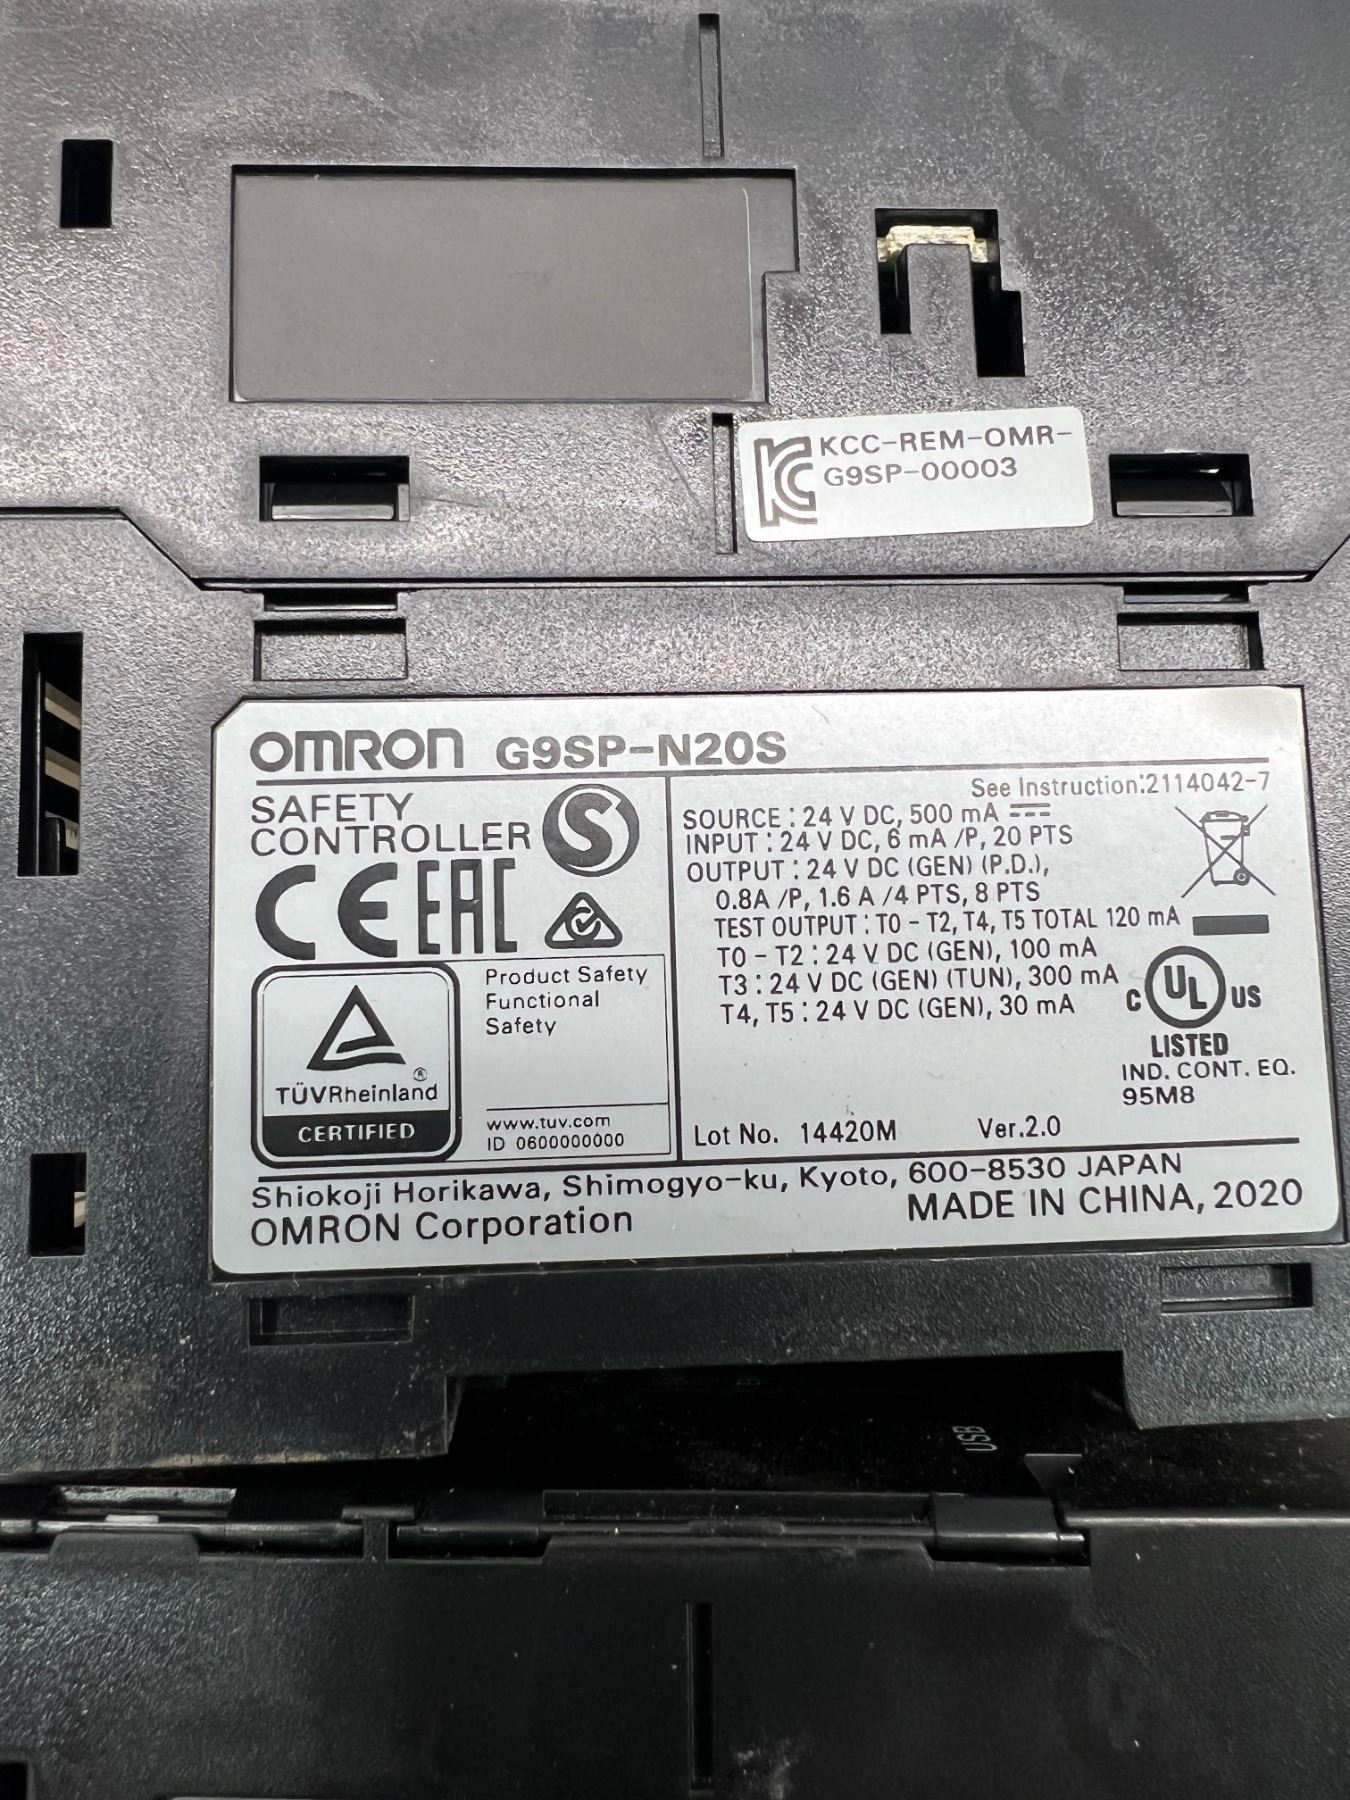 KCC-REM-OMR-
G9SP-00003
OMRON G9SP-N20S
See Instruction:2114042-7
SAFETY
CONTROLLER
S
CE EAC
TÜVRheinland ®
CERTIFIED
Product Safety
Functional
Safety
www.tuv.com
ID 0600000000
SOURCE : 24 V DC, 500 mA
INPUT : 24 V DC, 6 mA /P, 20 PTS
OUTPUT : 24 V DC (GEN) (P.D.),
0.8A /P, 1.6 A /4 PTS, 8 PTS
TEST OUTPUT : T0 - T2, T4, T5 TOTAL 120 mA
T0 - T2 : 24 V DC (GEN), 100 mA
T3 : 24 V DC (GEN) (TUN), 300 mA
T4, T5 : 24 V DC (GEN), 30 mA
C UL US
LISTED
IND. CONT. EQ.
95M8
Lot No. 14420M Ver.2.0
Shiokoji Horikawa, Shimogyo-ku, Kyoto, 600-8530 JAPAN
OMRON Corporation MADE IN CHINA, 2020
USB